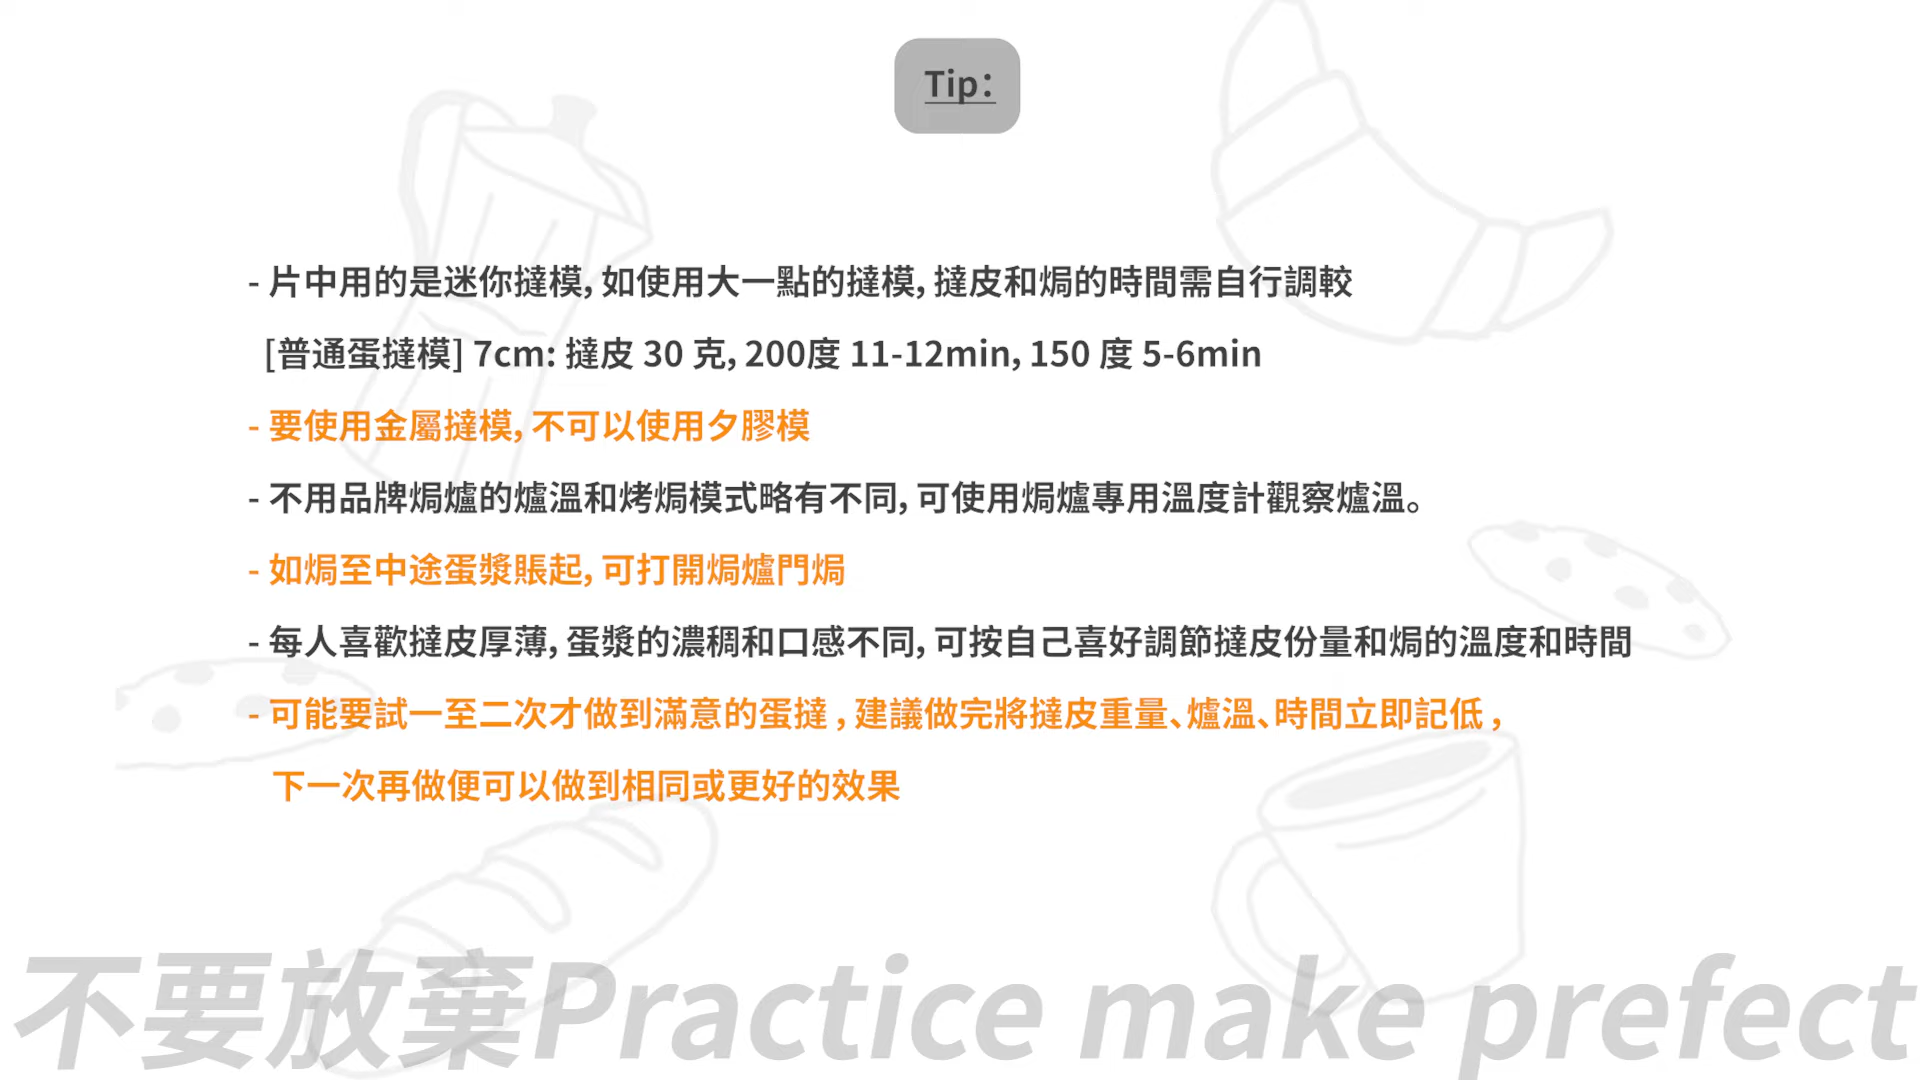 Tip:
- 片中用的是迷你撻模, 如使用大一點的撻模, 撻皮和焗的時間需自行調較
[普通蛋撻模] 7cm: 撻皮 30 克, 200度 11-12min, 150 度 5-6min
- 要使用金屬撻模, 不可以使用夕膠模
- 不用品牌焗爐的爐溫和烤焗模式略有不同, 可使用焗爐專用溫度計觀察爐溫。
- 如焗至中途蛋漿賬起, 可打開焗爐門焗
- 每人喜歡撻皮厚薄, 蛋漿的濃稠和口感不同, 可按自己喜好調節撻皮份量和焗的溫度和時間
- 可能要試一至二次才做到滿意的蛋撻 , 建議做完將撻皮重量、爐溫、時間立即記低 ,
下一次再做便可以做到相同或更好的效果
不要放棄Practice make prefect